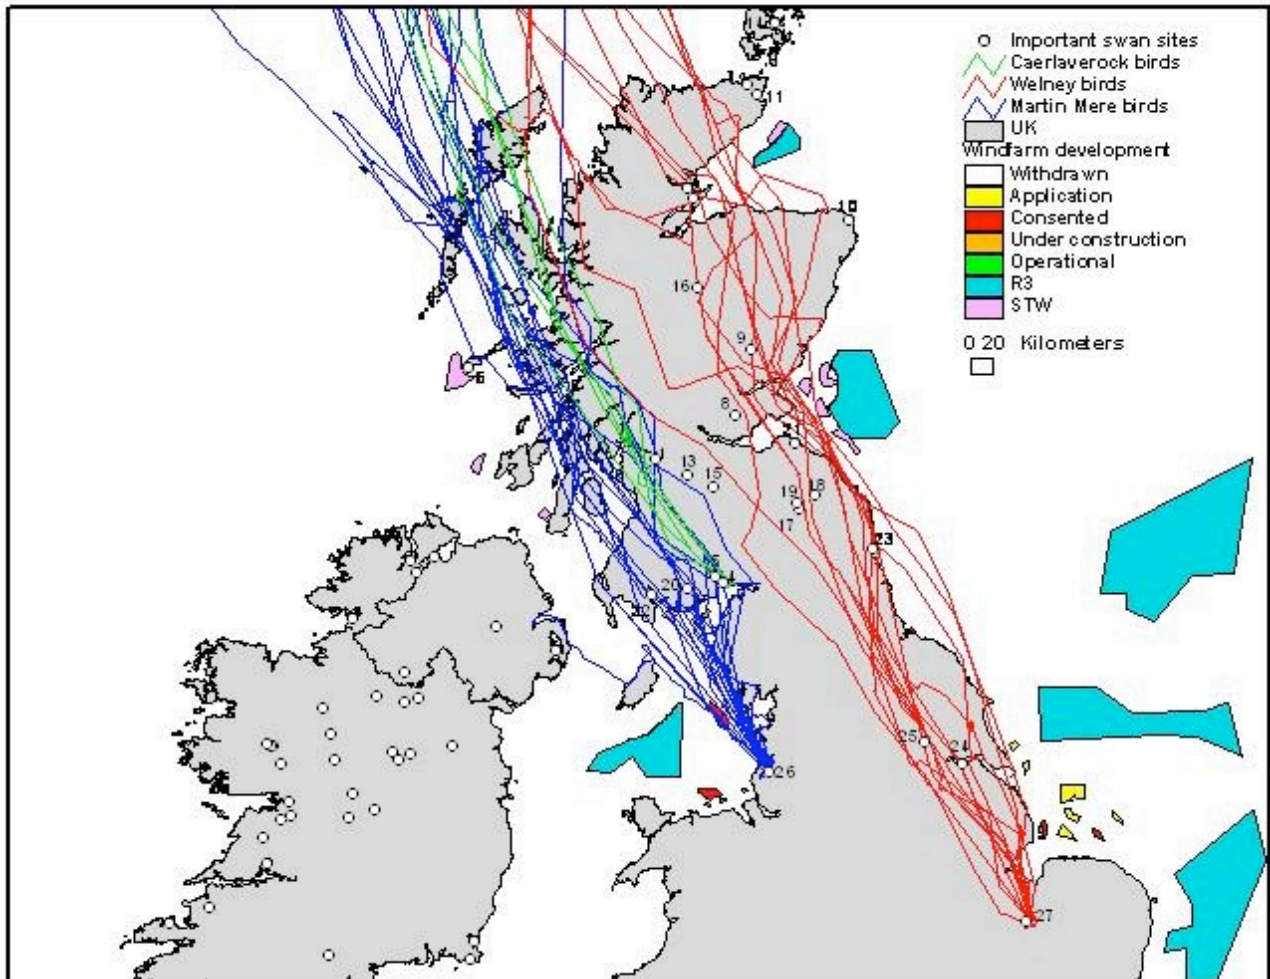 Important swan sites
Caerlaverock birds
Welney birds
Martin Mere birds
UK
Windfarm development
Withdrawn
Application
Consented
Under construction
Operational
R3
STW
0 20 Kilometers
11
10
16
9
8
13
15
19
18
17
23
20
25
24
26
27